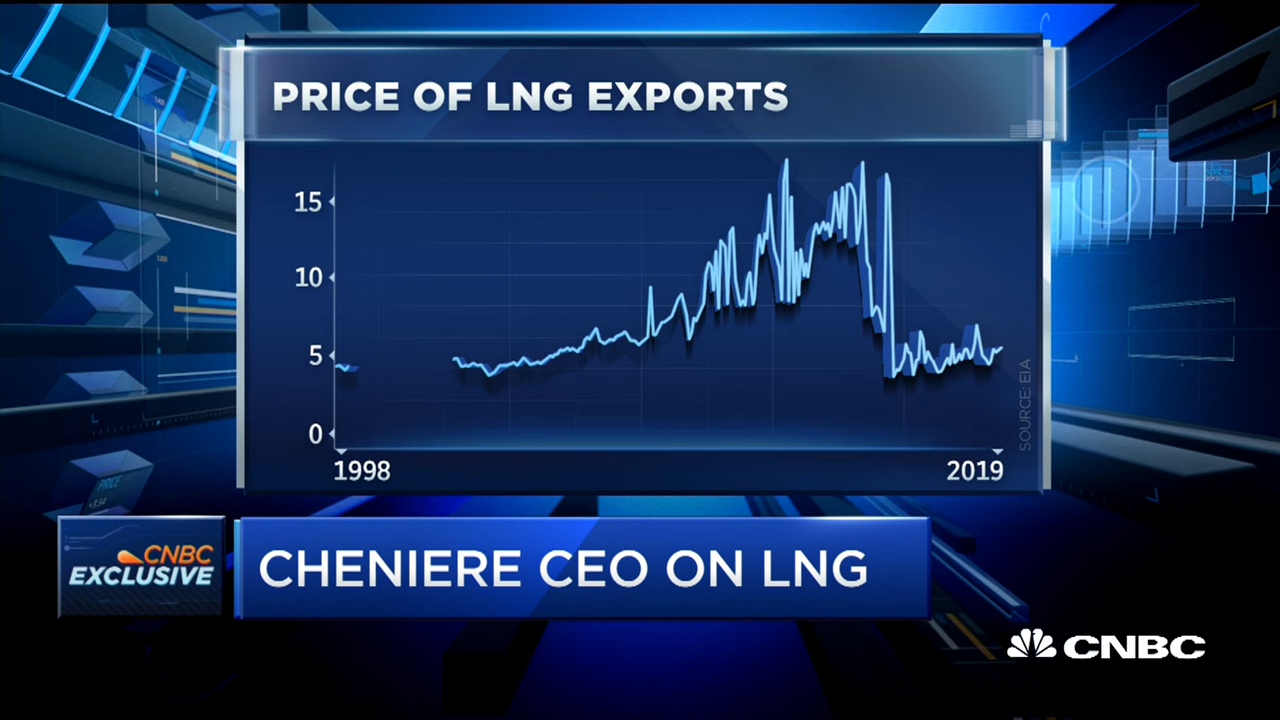 PRICE OF LNG EXPORTS
15
10
5
0
1998
2019
SOURCE: EIA
PRICE
CNBC
EXCLUSIVE
CHENIERE CEO ON LNG
CNBC